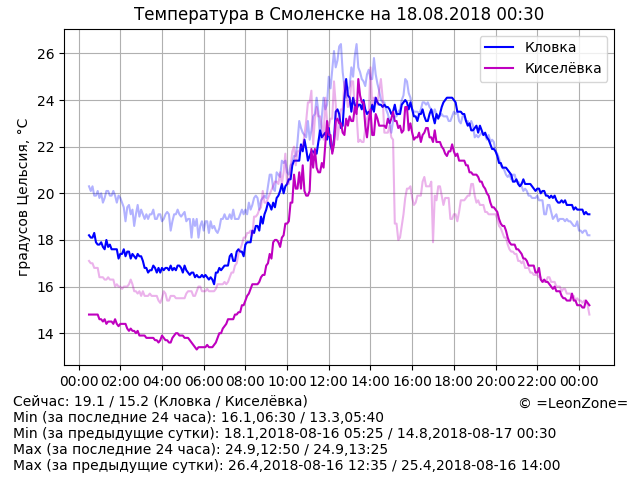 Температура в Смоленске на 18.08.2018 00:30
градусов Цельсия, °C
26
24
22
20
18
16
14
Кловка
Киселёвка
00:00 02:00 04:00 06:00 08:00 10:00 12:00 14:00 16:00 18:00 20:00 22:00 00:00
Сейчас: 19.1 / 15.2 (Кловка / Киселёвка)
© =LeonZone=
Min (за последние 24 часа): 16.1,06:30 / 13.3,05:40
Min (за предыдущие сутки): 18.1,2018-08-16 05:25 / 14.8,2018-08-17 00:30
Max (за последние 24 часа): 24.9,12:50 / 24.9,13:25
Max (за предыдущие сутки): 26.4,2018-08-16 12:35 / 25.4,2018-08-16 14:00